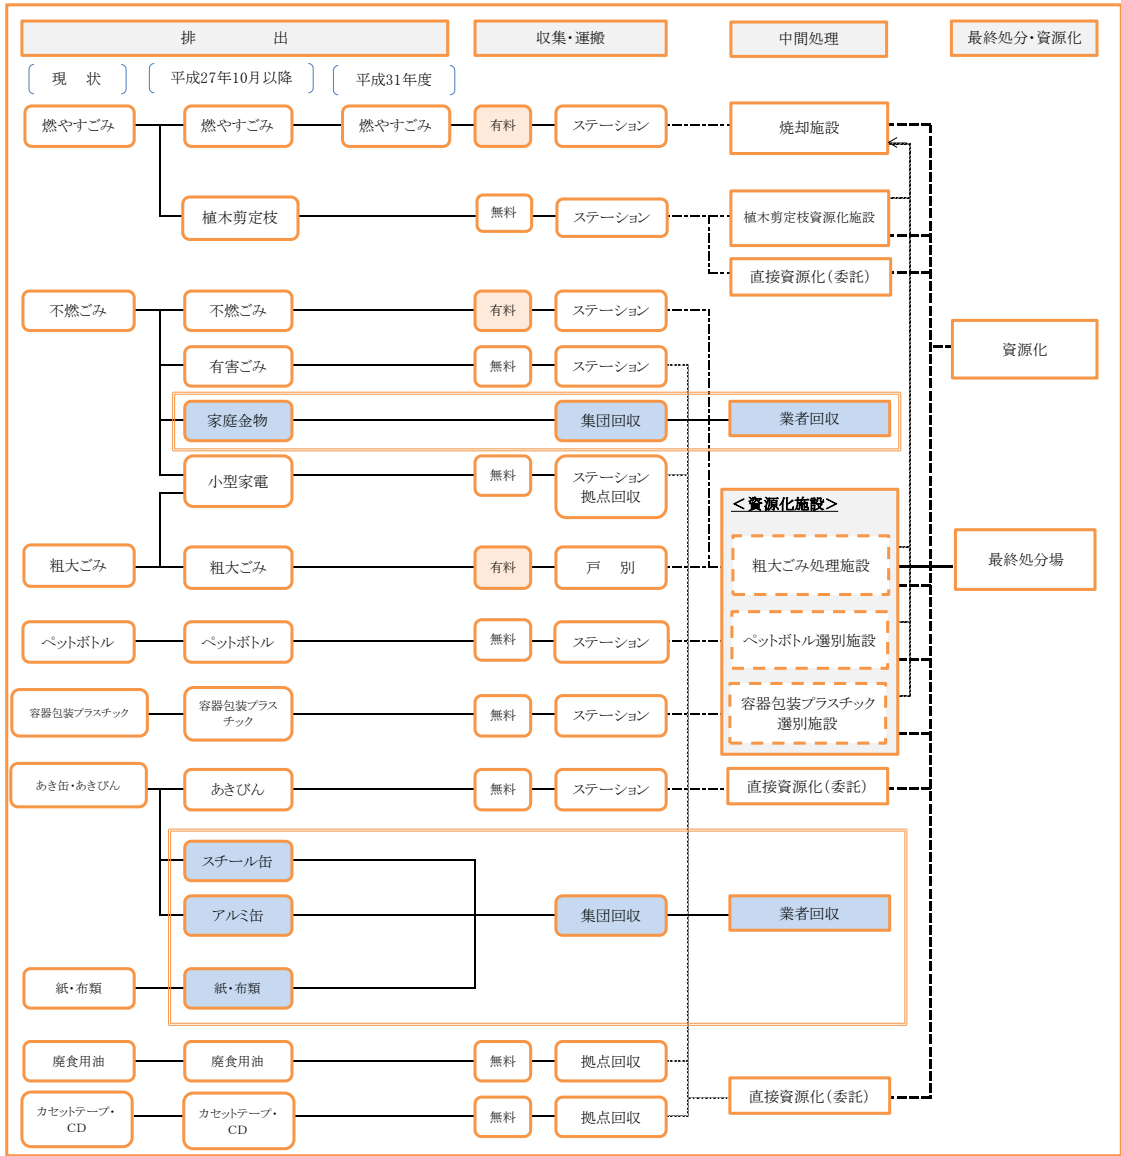 排　出
収集・運搬
中間処理
最終処分・資源化
現　状
平成27年10月以降
平成31年度
燃やすごみ
燃やすごみ
燃やすごみ
有料
ステーション
焼却施設
植木剪定枝
無料
ステーション
植木剪定枝資源化施設
直接資源化（委託）
不燃ごみ
不燃ごみ
有料
ステーション
資源化
有害ごみ
無料
ステーション
家庭金物
集団回収
業者回収
小型家電
無料
ステーション
拠点回収
＜資源化施設＞
粗大ごみ
粗大ごみ
有料
戸　別
粗大ごみ処理施設
最終処分場
ペットボトル
ペットボトル
無料
ステーション
ペットボトル選別施設
容器包装プラスチック
容器包装プラス
チック
無料
ステーション
容器包装プラスチック
選別施設
あき缶・あきびん
あきびん
無料
ステーション
直接資源化（委託）
スチール缶
アルミ缶
集団回収
業者回収
紙・布類
紙・布類
廃食用油
廃食用油
無料
拠点回収
直接資源化（委託）
カセットテープ・
CD
カセットテープ・
CD
無料
拠点回収